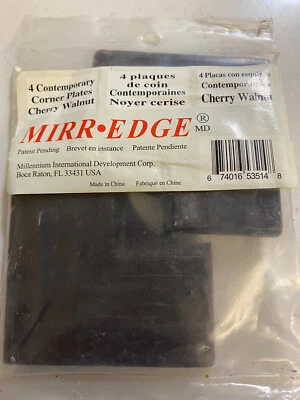 4 Contemporary
Corner Plates
Cherry Walnut
4 plaques
de coin
Contemporaines
Noyer cerise
4 Placas con esquinas
Contemporaneas
Cherry Walnut
MIRR•EDGE ®
MD
Patent Pending Brevet en instance Patente Pendiente
Millennium International Development Corp.
Boca Raton, FL 33431 USA
Made in China Fabriqué en Chine
6 74016 53514 8